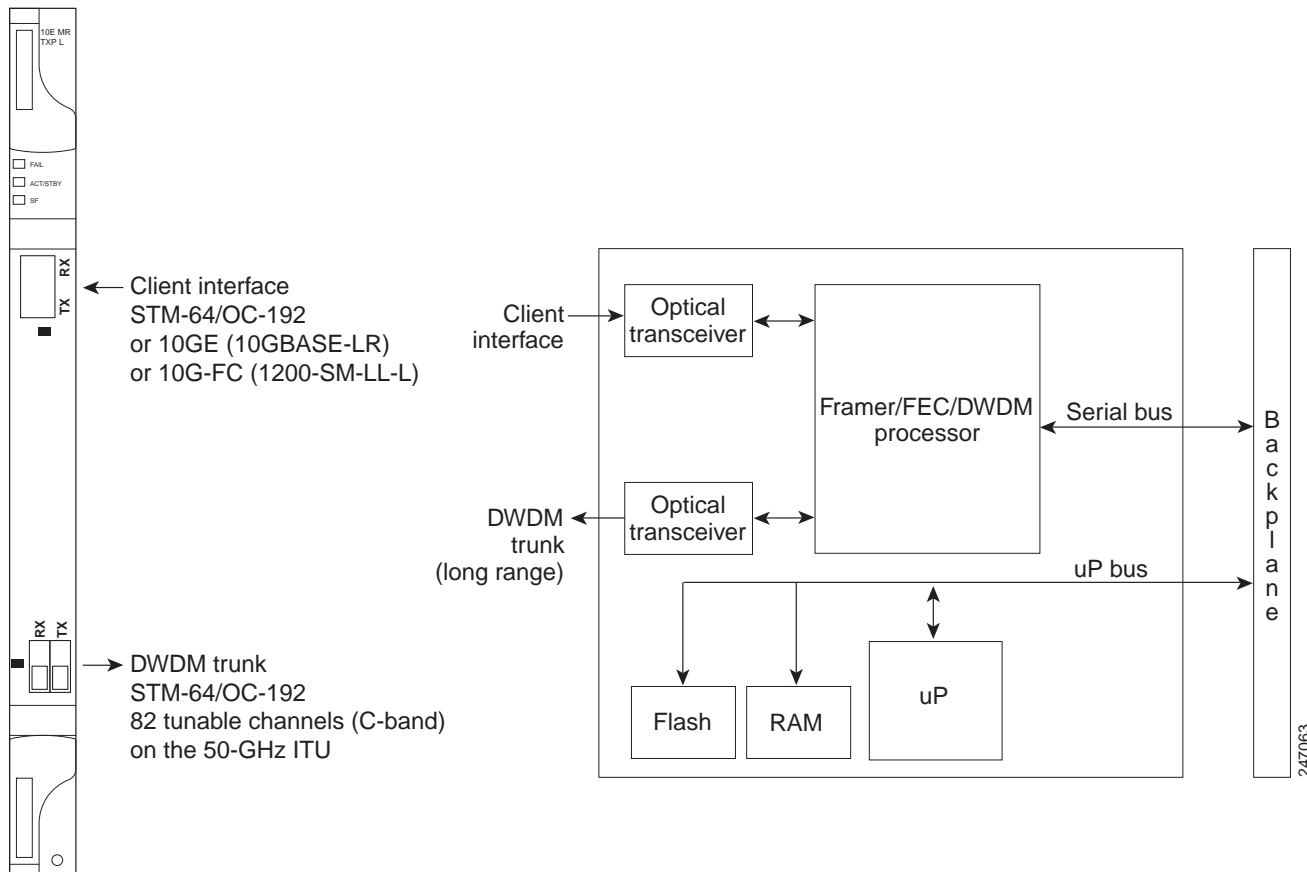 10E MR
TXP L
FAIL
ACT/STBY
SF
RX
TX
Client interface
STM-64/OC-192
or 10GE (10GBASE-LR)
or 10G-FC (1200-SM-LL-L)
RX
TX
DWDM trunk
STM-64/OC-192
82 tunable channels (C-band)
on the 50-GHz ITU
Client
interface
Optical
transceiver
Framer/FEC/DWDM
processor
Serial bus
DWDM
trunk
(long range)
Optical
transceiver
uP bus
Flash
RAM
uP
Backplane
247063